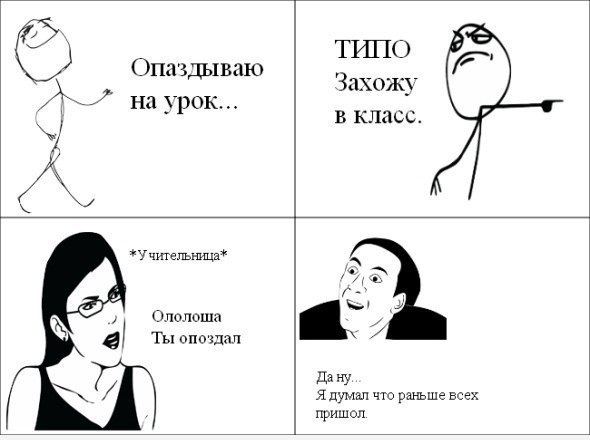 Опаздываю
на урок...
ТИПО
Захожу
в класс.
*Учительница*
Ололоша
Ты опоздал
Да ну...
Я думал что раньше всех
пришол.